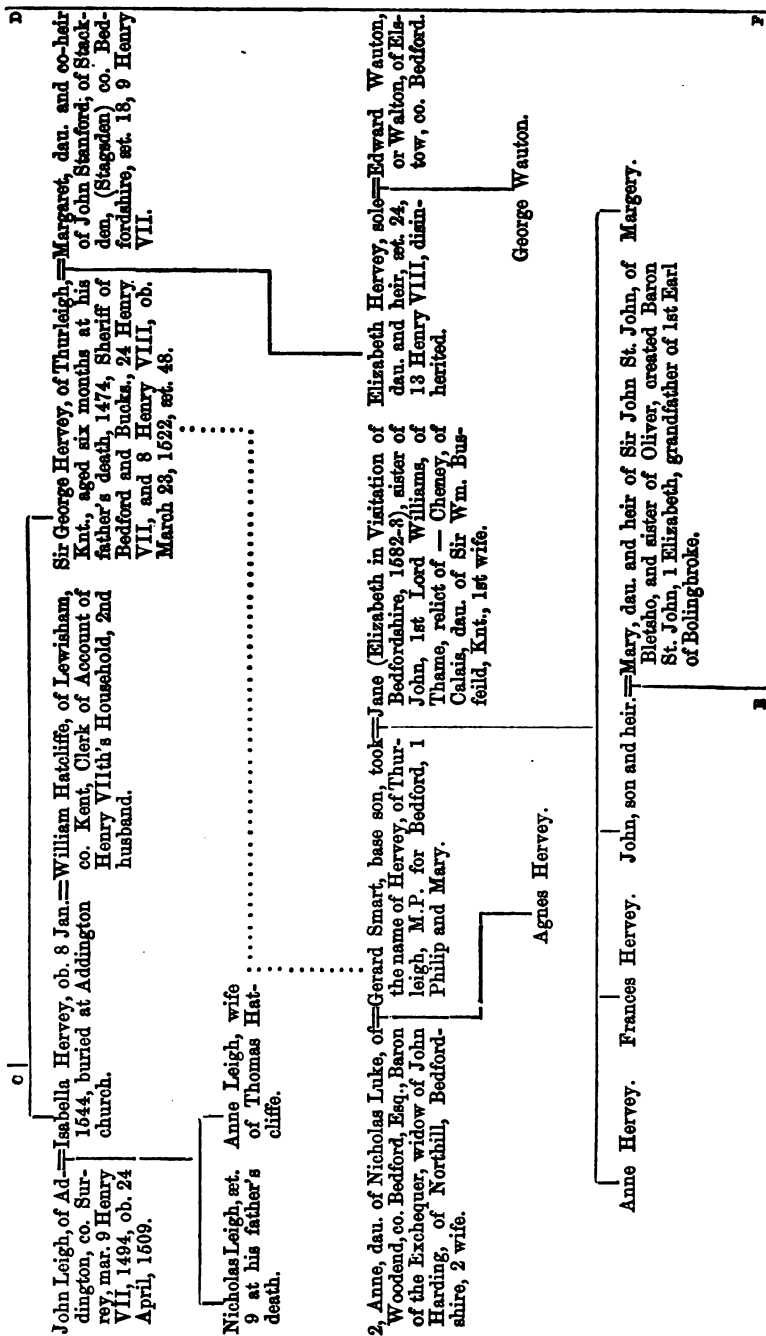 C
D
John Leigh, of Ad-
dington, co. Sur-
rey, mar. 9 Henry
VII, 1494, ob. 24
April, 1509.
Isabella Hervey, ob. 8 Jan.
1544, buried at Addington
church.
William Hatcliffe, of Lewisham,
co. Kent, Clerk of Account of
Henry VIIth's Household, 2nd
husband.
Sir George Hervey, of Thurleigh,
Knt., aged six months at his
father's death, 1474, Sheriff of
Bedford and Bucks., 24 Henry
VII, and 8 Henry VIII, ob.
March 23, 1522, æt. 48.
Margaret, dau. and co-heir
of John Stanford, of Stack-
den, (Stagsden) co. Bed-
fordshire, æt. 18, 9 Henry
VII.
Nicholas Leigh, æt.
9 at his father's
death.
Anne Leigh, wife
of Thomas Hat-
cliffe.
2, Anne, dau. of Nicholas Luke, of
Woodend, co. Bedford, Esq., Baron
of the Exchequer, widow of John
Harding, of Northill, Bedford-
shire, 2 wife.
Gerard Smart, base son, took
the name of Hervey, of Thur-
leigh, M.P. for Bedford, 1
Philip and Mary.
Jane (Elizabeth in Visitation of
Bedfordshire, 1582-3), sister of
John, 1st Lord Williams, of
Thame, relict of — Cheney, of
Calais, dau. of Sir Wm. Bus-
feild, Knt., 1st wife.
Elizabeth Hervey, sole
dau. and heir, æt. 24,
13 Henry VIII, disin-
herited.
Edward Wauton,
or Walton, of Els-
tow, co. Bedford.
Agnes Hervey.
George Wauton.
Anne Hervey.
Frances Hervey.
John, son and heir.
Mary, dau. and heir of Sir John St. John, of
Bletsho, and sister of Oliver, created Baron
St. John, 1 Elizabeth, grandfather of 1st Earl
of Bolingbroke.
Margery.
E
F